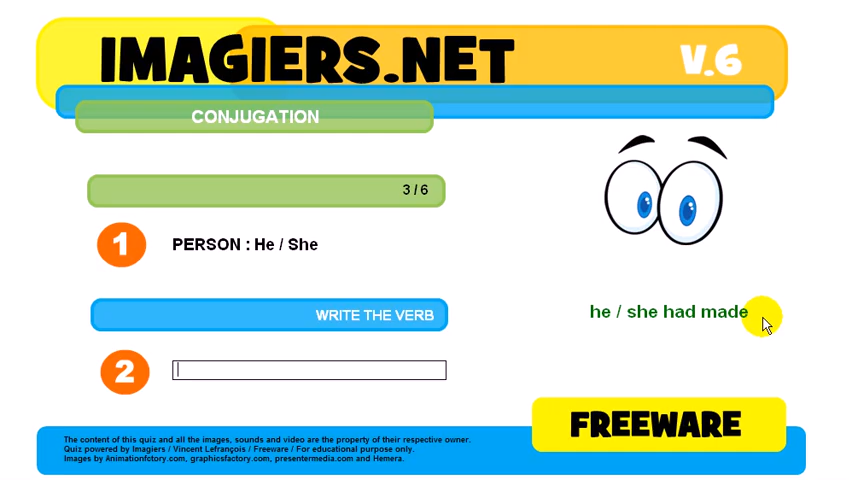 IMAGIERS.NET
V.6
CONJUGATION
3 / 6
1
PERSON : He / She
WRITE THE VERB
he / she had made
2
FREEWARE
The content of this quiz and all the images, sounds and video are the property of their respective owner.
Quiz powered by Imagiers / Vincent Lefrançois / Freeware / For educational purpose only.
Images by Animationfctory.com, graphicsfactory.com, presentermedia.com and Hemera.